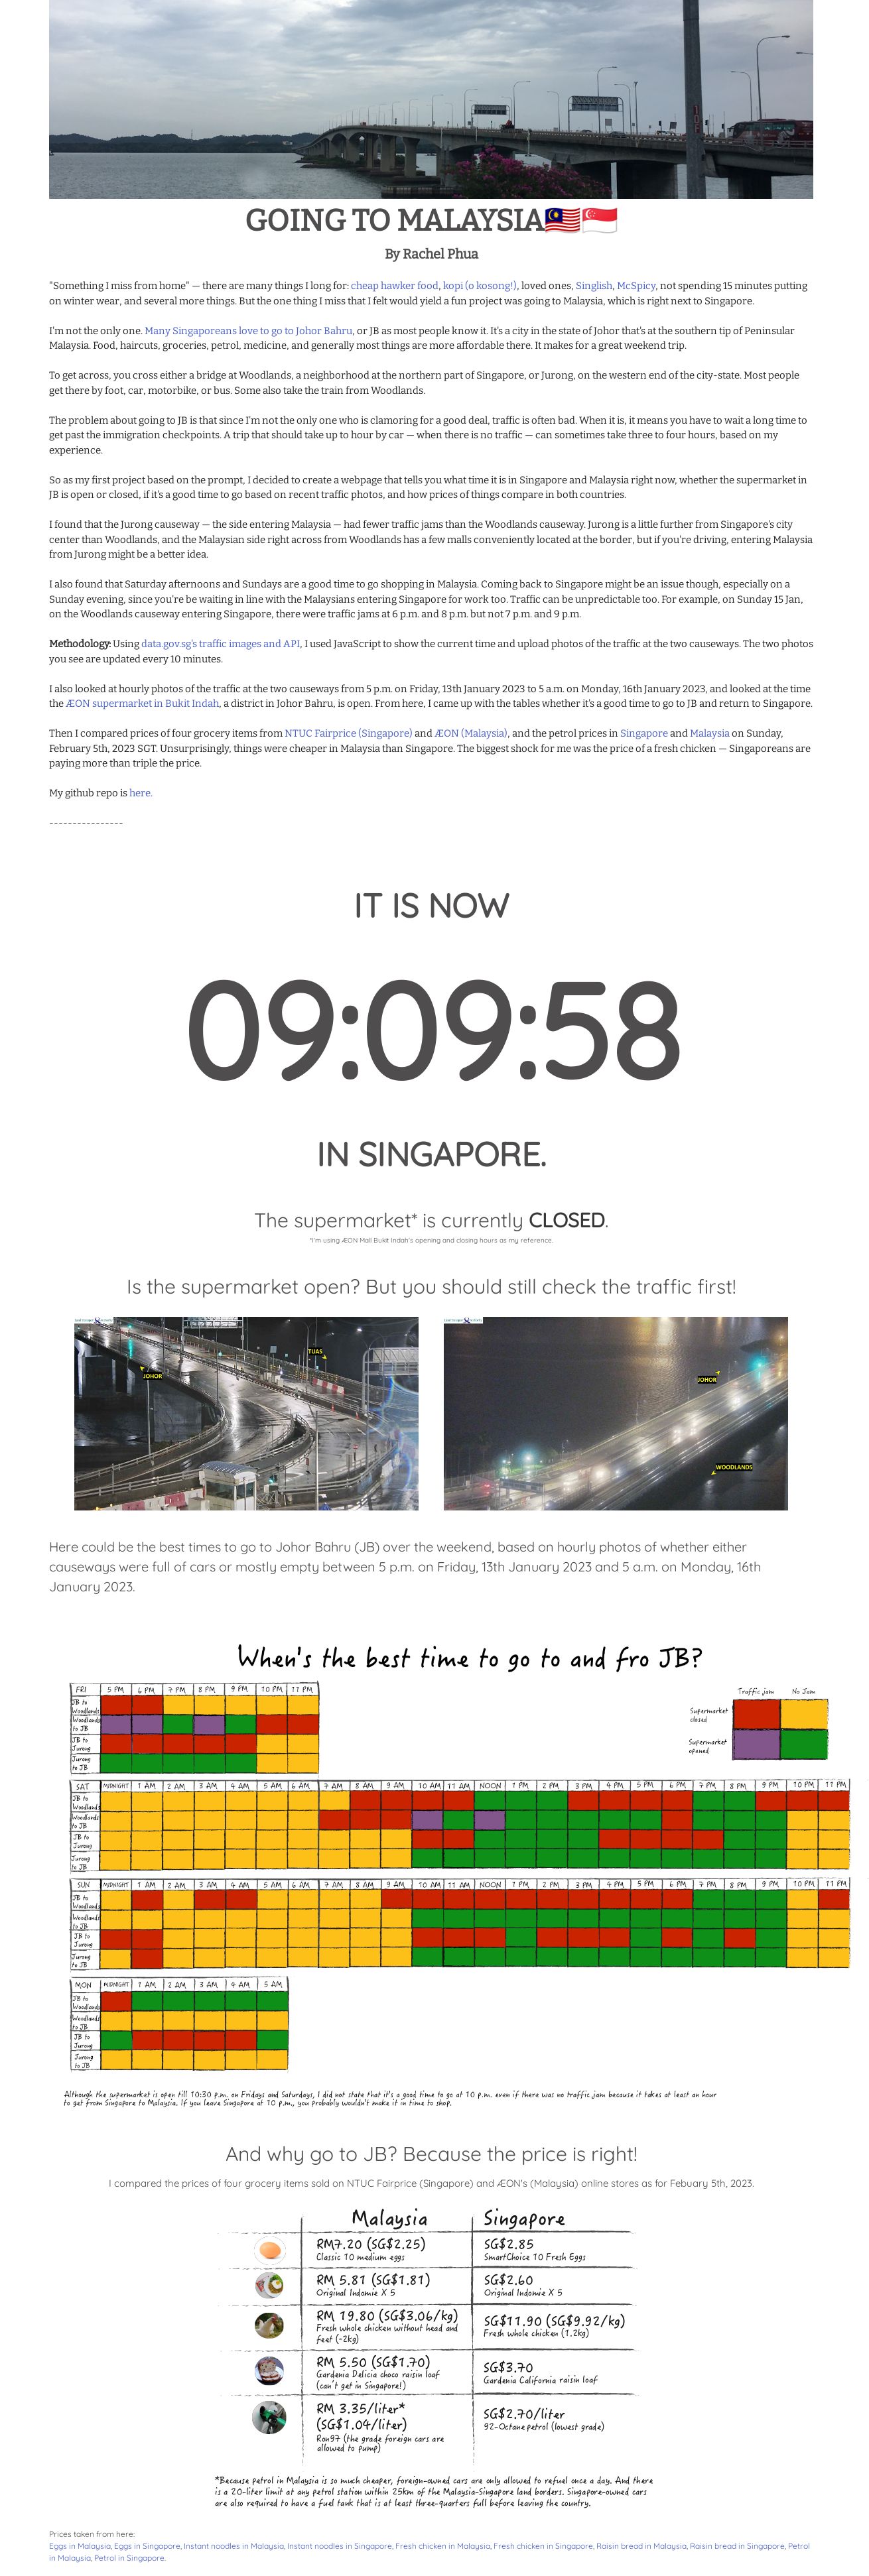 GOING TO MALAYSIA🇲🇾🇸🇬
By Rachel Phua
"Something I miss from home" — there are many things I long for: cheap hawker food, kopi (o kosong!), loved ones, Singlish, McSpicy, not spending 15 minutes putting
on winter wear, and several more things. But the one thing I miss that I felt would yield a fun project was going to Malaysia, which is right next to Singapore.
I'm not the only one. Many Singaporeans love to go to Johor Bahru, or JB as most people know it. It's a city in the state of Johor that's at the southern tip of Peninsular
Malaysia. Food, haircuts, groceries, petrol, medicine, and generally most things are more affordable there. It makes for a great weekend trip.
To get across, you cross either a bridge at Woodlands, a neighborhood at the northern part of Singapore, or Jurong, on the western end of the city-state. Most people
get there by foot, car, motorbike, or bus. Some also take the train from Woodlands.
The problem about going to JB is that since I'm not the only one who is clamoring for a good deal, traffic is often bad. When it is, it means you have to wait a long time to
get past the immigration checkpoints. A trip that should take up to hour by car — when there is no traffic — can sometimes take three to four hours, based on my
experience.
So as my first project based on the prompt, I decided to create a webpage that tells you what time it is in Singapore and Malaysia right now, whether the supermarket in
JB is open or closed, if it's a good time to go based on recent traffic photos, and how prices of things compare in both countries.
I found that the Jurong causeway — the side entering Malaysia — had fewer traffic jams than the Woodlands causeway. Jurong is a little further from Singapore's city
center than Woodlands, and the Malaysian side right across from Woodlands has a few malls conveniently located at the border, but if you're driving, entering Malaysia
from Jurong might be a better idea.
I also found that Saturday afternoons and Sundays are a good time to go shopping in Malaysia. Coming back to Singapore might be an issue though, especially on a
Sunday evening, since you're be waiting in line with the Malaysians entering Singapore for work too. Traffic can be unpredictable too. For example, on Sunday 15 Jan,
on the Woodlands causeway entering Singapore, there were traffic jams at 6 p.m. and 8 p.m. but not 7 p.m. and 9 p.m.
Methodology: Using data.gov.sg's traffic images and API, I used JavaScript to show the current time and upload photos of the traffic at the two causeways. The two photos
you see are updated every 10 minutes.
I also looked at hourly photos of the traffic at the two causeways from 5 p.m. on Friday, 13th January 2023 to 5 a.m. on Monday, 16th January 2023, and looked at the time
the ÆON supermarket in Bukit Indah, a district in Johor Bahru, is open. From here, I came up with the tables whether it's a good time to go to JB and return to Singapore.
Then I compared prices of four grocery items from NTUC Fairprice (Singapore) and ÆON (Malaysia), and the petrol prices in Singapore and Malaysia on Sunday,
February 5th, 2023 SGT. Unsurprisingly, things were cheaper in Malaysia than Singapore. The biggest shock for me was the price of a fresh chicken — Singaporeans are
paying more than triple the price.
My github repo is here.
----------------
IT IS NOW
09:09:58
IN SINGAPORE.
The supermarket* is currently CLOSED.
*I'm using ÆON Mall Bukit Indah's opening and closing hours as my reference.
Is the supermarket open? But you should still check the traffic first!
TUAS
JOHOR
JOHOR
WOODLANDS
Here could be the best times to go to Johor Bahru (JB) over the weekend, based on hourly photos of whether either
causeways were full of cars or mostly empty between 5 p.m. on Friday, 13th January 2023 and 5 a.m. on Monday, 16th
January 2023.
When's the best time to go to and fro JB?
Traffic jam No Jam
Supermarket
closed
Supermarket
opened
FRI 5 PM 6 PM 7 PM 8 PM 9 PM 10 PM 11 PM
JB to
Woodlands
Woodlands
to JB
JB to
Jurong
Jurong
to JB
SAT MIDNIGHT 1 AM 2 AM 3 AM 4 AM 5 AM 6 AM 7 AM 8 AM 9 AM 10 AM 11 AM NOON 1 PM 2 PM 3 PM 4 PM 5 PM 6 PM 7 PM 8 PM 9 PM 10 PM 11 PM
JB to
Woodlands
Woodlands
to JB
JB to
Jurong
Jurong
to JB
SUN MIDNIGHT 1 AM 2 AM 3 AM 4 AM 5 AM 6 AM 7 AM 8 AM 9 AM 10 AM 11 AM NOON 1 PM 2 PM 3 PM 4 PM 5 PM 6 PM 7 PM 8 PM 9 PM 10 PM 11 PM
JB to
Woodlands
Woodlands
to JB
JB to
Jurong
Jurong
to JB
MON MIDNIGHT 1 AM 2 AM 3 AM 4 AM 5 AM
JB to
Woodlands
Woodlands
to JB
JB to
Jurong
Jurong
to JB
Although the supermarket is open till 10:30 p.m. on Fridays and Saturdays, I did not state that it's a good time to go at 10 p.m. even if there was no traffic jam because it takes at least an hour
to get from Singapore to Malaysia. If you leave Singapore at 10 p.m., you probably wouldn't make it in time to shop.
And why go to JB? Because the price is right!
I compared the prices of four grocery items sold on NTUC Fairprice (Singapore) and ÆON's (Malaysia) online stores as for Febuary 5th, 2023.
Malaysia Singapore
RM7.20 (SG$2.25)
Classic 10 medium eggs
SG$2.85
SmartChoice 10 Fresh Eggs
RM 5.81 (SG$1.81)
Original Indomie X 5
SG$2.60
Original Indomie X 5
RM 19.80 (SG$3.06/kg)
Fresh whole chicken without head and
feet (~2kg)
SG$11.90 (SG$9.92/kg)
Fresh whole chicken (1.2kg)
RM 5.50 (SG$1.70)
Gardenia Delicia choco raisin loaf
(can't get in Singapore!)
SG$3.70
Gardenia California raisin loaf
RM 3.35/liter*
(SG$1.04/liter)
Ron97 (the grade foreign cars are
allowed to pump)
SG$2.70/liter
92-Octane petrol (lowest grade)
*Because petrol in Malaysia is so much cheaper, foreign-owned cars are only allowed to refuel once a day. And there
is a 20-liter limit at any petrol station within 25km of the Malaysia-Singapore land borders. Singapore-owned cars
are also required to have a fuel tank that is at least three-quarters full before leaving the country.
Prices taken from here:
Eggs in Malaysia, Eggs in Singapore, Instant noodles in Malaysia, Instant noodles in Singapore, Fresh chicken in Malaysia, Fresh chicken in Singapore, Raisin bread in Malaysia, Raisin bread in Singapore, Petrol
in Malaysia, Petrol in Singapore.